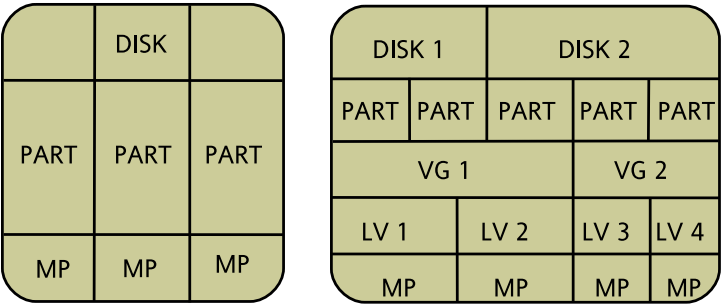 DISK
PART PART PART
MP MP MP
DISK 1 DISK 2
PART PART PART PART PART
VG 1 VG 2
LV 1 LV 2 LV 3 LV 4
MP MP MP MP